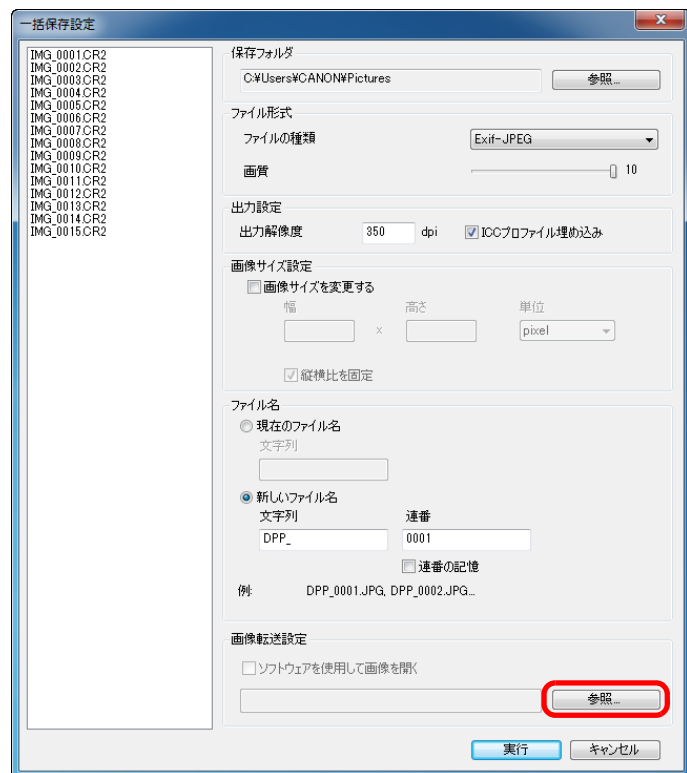 一括保存設定
IMG_0001.CR2
IMG_0002.CR2
IMG_0003.CR2
IMG_0004.CR2
IMG_0005.CR2
IMG_0006.CR2
IMG_0007.CR2
IMG_0008.CR2
IMG_0009.CR2
IMG_0010.CR2
IMG_0011.CR2
IMG_0012.CR2
IMG_0013.CR2
IMG_0014.CR2
IMG_0015.CR2
保存フォルダ
C:¥Users¥CANON¥Pictures 参照...
ファイル形式
ファイルの種類 Exif-JPEG
画質 10
出力設定
出力解像度 350 dpi ICCプロファイル埋め込み
画像サイズ設定
画像サイズを変更する
幅 高さ 単位
x pixel
縦横比を固定
ファイル名
現在のファイル名
文字列
新しいファイル名
文字列 連番
DPP_ 0001
連番の記憶
例: DPP_0001.JPG, DPP_0002.JPG...
画像転送設定
ソフトウェアを使用して画像を開く
参照...
実行 キャンセル